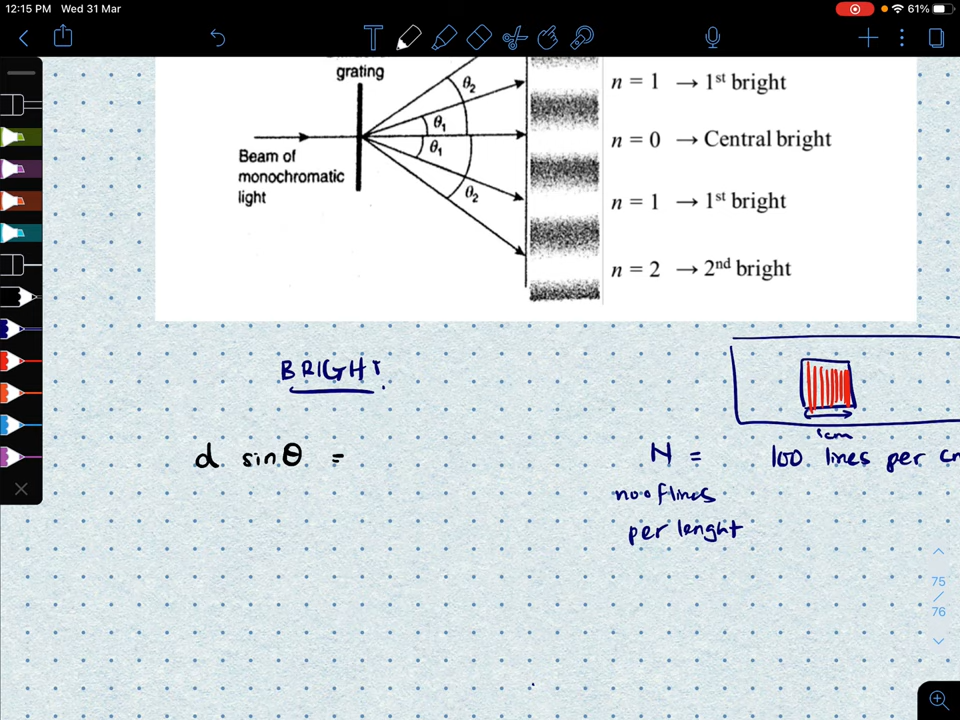 12:15 PM Wed 31 Mar
61%
grating
θ2
n = 1 → 1st bright
θ1
n = 0 → Central bright
θ1
Beam of
monochromatic
light
θ2
n = 1 → 1st bright
n = 2 → 2nd bright
BRIGHT.
1cm
d sinθ =
N = 100 lines per cm
no of lines
per lenght
75
/
76